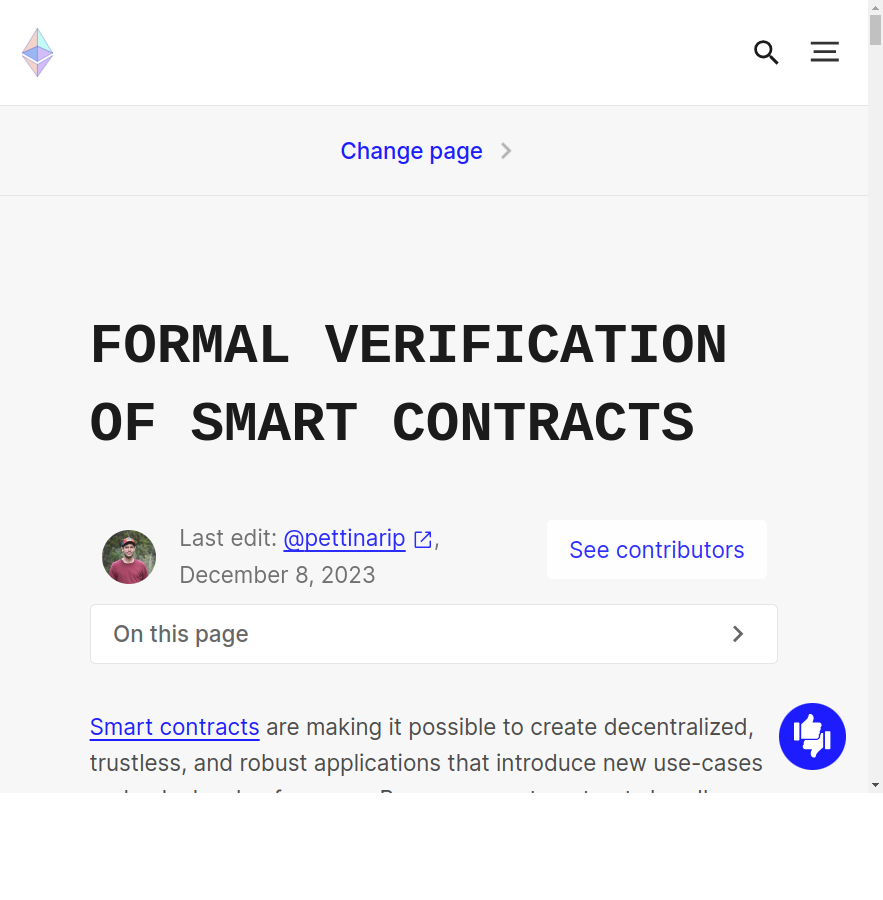 Change page
FORMAL VERIFICATION
OF SMART CONTRACTS
Last edit: @pettinarip,
December 8, 2023
See contributors
On this page
Smart contracts are making it possible to create decentralized,
trustless, and robust applications that introduce new use-cases